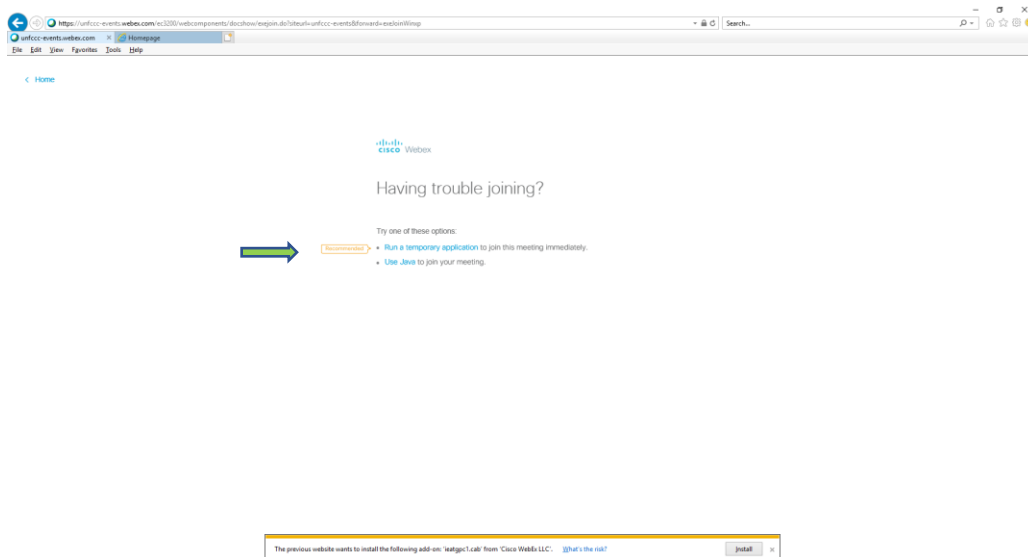 https://unfccc-events.webex.com/ec3200/webcomponents/docshow/exejoin.do?siteurl=unfccc-events&forward=exeJoinWinop
Search...
unfccc-events.webex.com
Homepage
File Edit View Favorites Tools Help
Home
cisco Webex
Having trouble joining?
Try one of these options:
Recommended
Run a temporary application to join this meeting immediately.
Use Java to join your meeting.
The previous website wants to install the following add-on: 'ieatgpc1.cab' from 'Cisco WebEx LLC'. What's the risk? Install